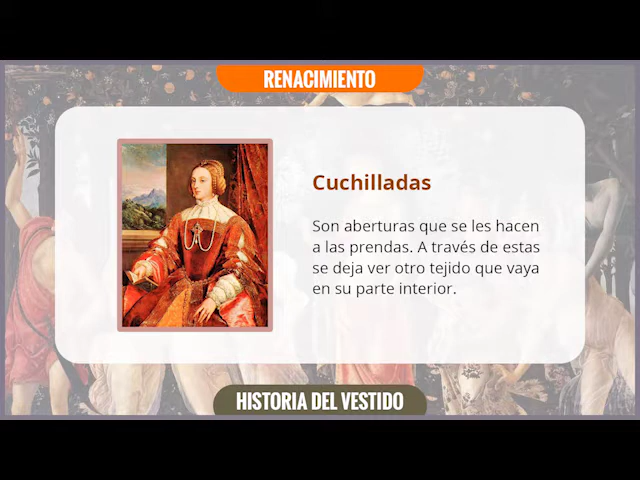 RENACIMIENTO
Cuchilladas
Son aberturas que se les hacen
a las prendas. A través de estas
se deja ver otro tejido que vaya
en su parte interior.
HISTORIA DEL VESTIDO